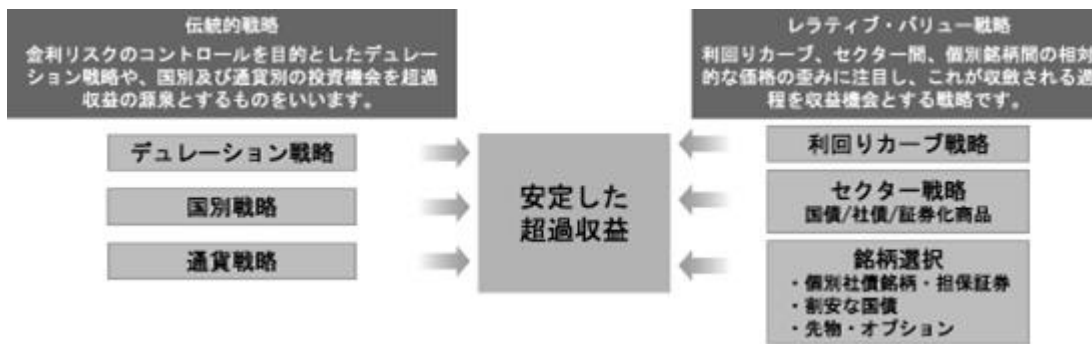 伝統的戦略
金利リスクのコントロールを目的としたデュレー
ション戦略や、国別及び通貨別の投資機会を超過
収益の源泉とするものをいいます。
デュレーション戦略
国別戦略
通貨戦略
安定した
超過収益
レラティブ・バリュー戦略
利回りカーブ、セクター間、個別銘柄間の相対
的な価格の歪みに注目し、これが収斂される過
程を収益機会とする戦略です。
利回りカーブ戦略
セクター戦略
国債/社債/証券化商品
銘柄選択
・個別社債銘柄・担保証券
・割安な国債
・先物・オプション